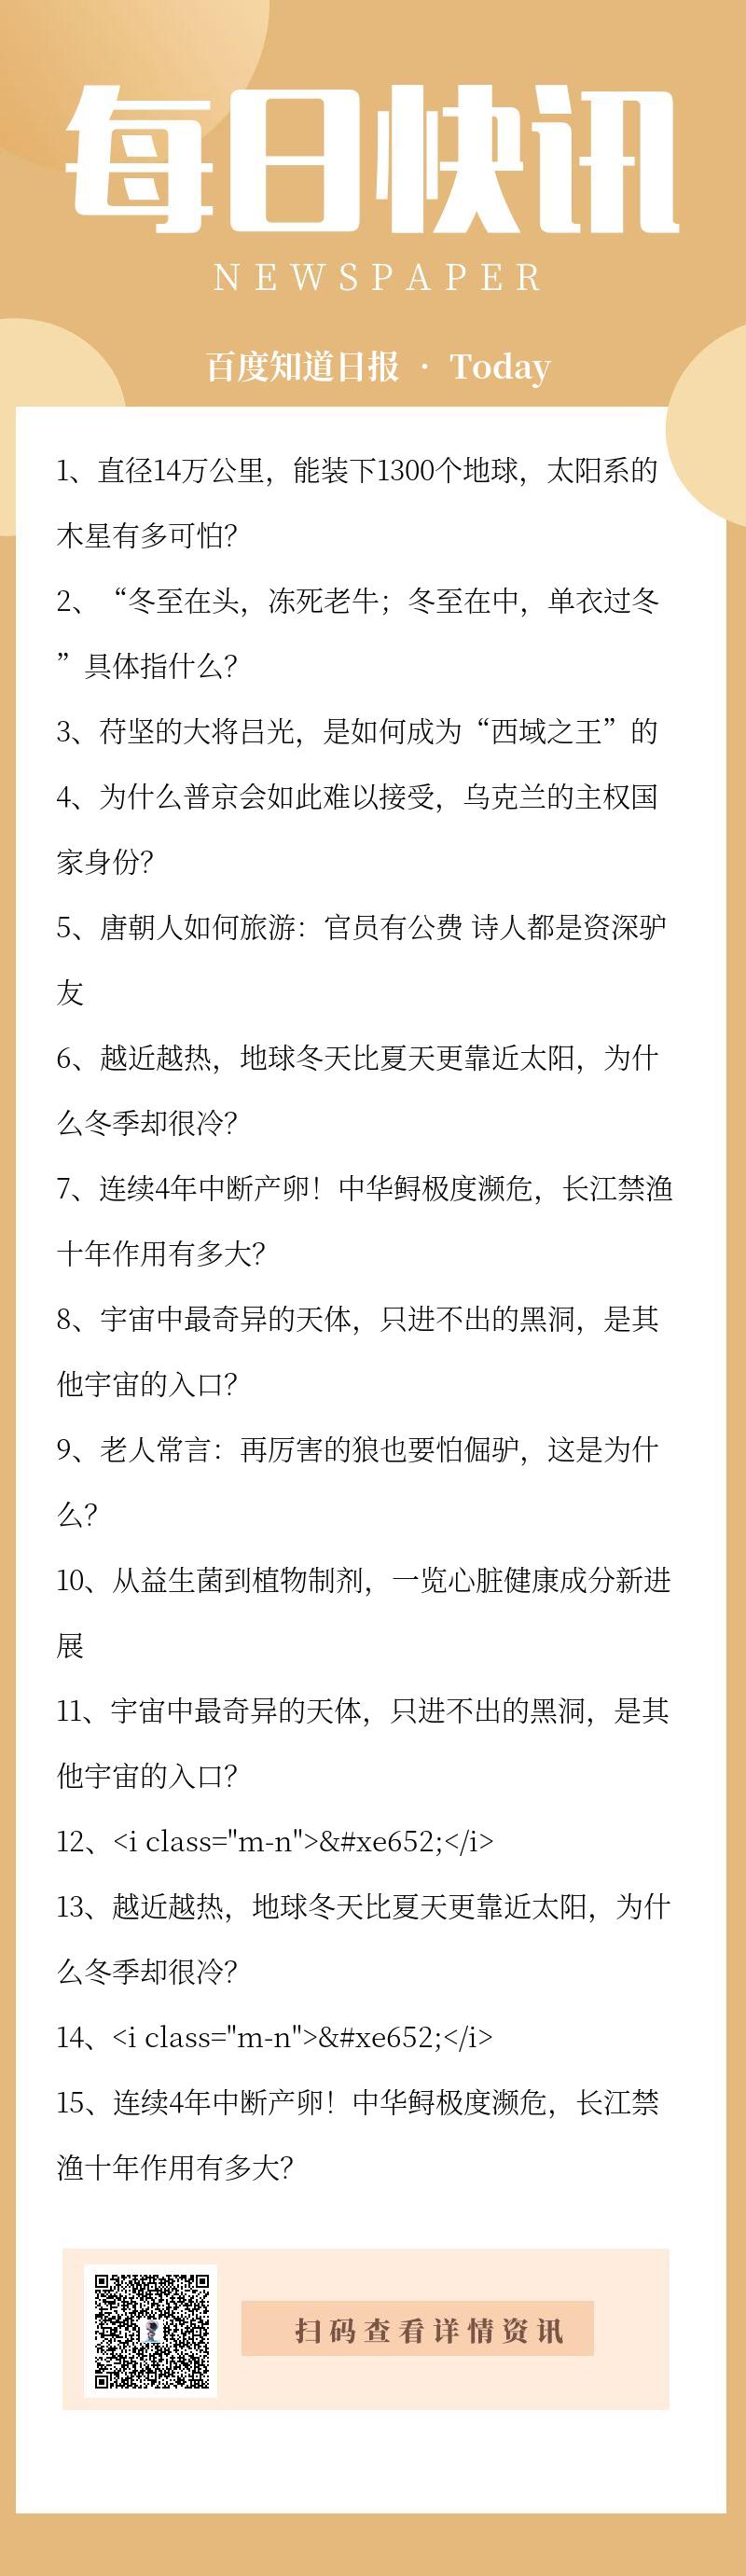 每日快讯
NEWSPAPER
百度知道日报 · Today
1、直径14万公里，能装下1300个地球，太阳系的
木星有多可怕？
2、“冬至在头，冻死老牛；冬至在中，单衣过冬
”具体指什么？
3、苻坚的大将吕光，是如何成为“西域之王”的
4、为什么普京会如此难以接受，乌克兰的主权国
家身份？
5、唐朝人如何旅游：官员有公费 诗人都是资深驴
友
6、越近越热，地球冬天比夏天更靠近太阳，为什
么冬季却很冷？
7、连续4年中断产卵！中华鲟极度濒危，长江禁渔
十年作用有多大？
8、宇宙中最奇异的天体，只进不出的黑洞，是其
他宇宙的入口？
9、老人常言：再厉害的狼也要怕倔驴，这是为什
么？
10、从益生菌到植物制剂，一览心脏健康成分新进
展
11、宇宙中最奇异的天体，只进不出的黑洞，是其
他宇宙的入口？
12、<i class="m-n">&#xe652;</i>
13、越近越热，地球冬天比夏天更靠近太阳，为什
么冬季却很冷？
14、<i class="m-n">&#xe652;</i>
15、连续4年中断产卵！中华鲟极度濒危，长江禁
渔十年作用有多大？
扫码查看详情资讯